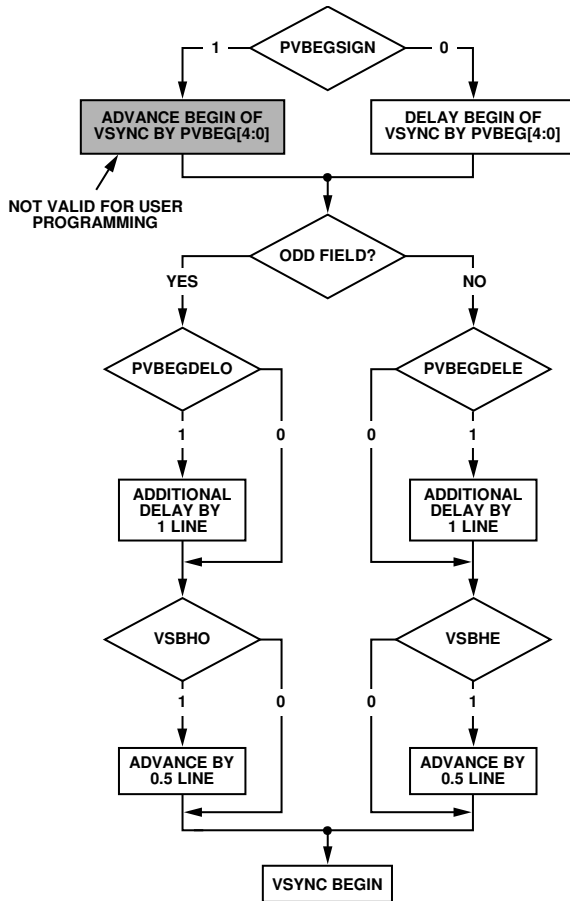 PVBEGSIGN
1
0
ADVANCE BEGIN OF
VSYNC BY PVBEG[4:0]
DELAY BEGIN OF
VSYNC BY PVBEG[4:0]
NOT VALID FOR USER
PROGRAMMING
ODD FIELD?
YES
NO
PVBEGDELO
PVBEGDELE
1
0
0
1
ADDITIONAL
DELAY BY
1 LINE
ADDITIONAL
DELAY BY
1 LINE
VSBHO
VSBHE
1
0
0
1
ADVANCE BY
0.5 LINE
ADVANCE BY
0.5 LINE
VSYNC BEGIN